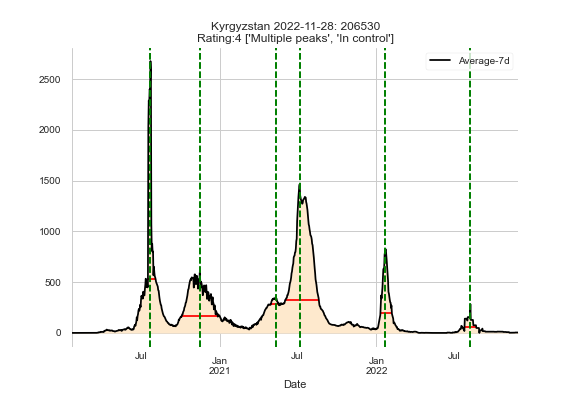 Kyrgyzstan 2022-11-28: 206530
Rating:4 ['Multiple peaks', 'In control']
Average-7d
2500
2000
1500
1000
500
0
Jul
Jan
2021
Jul
Jan
2022
Jul
Date